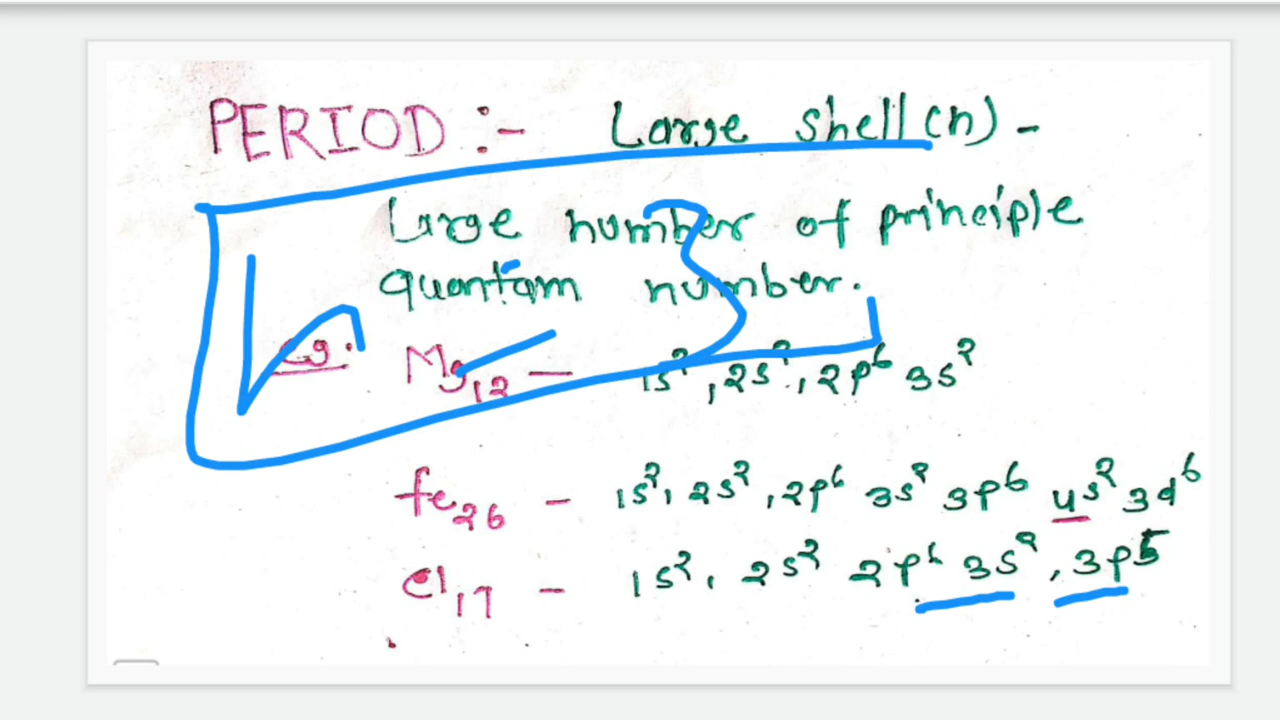 PERIOD :- Large shell(n) -
Large number of principle
quantam number.
eg. Mg12 — 1s², 2s², 2p⁶ 3s²
fe26 - 1s², 2s², 2p⁶ 3s² 3p⁶ 4s² 3d⁶
Cl17 - 1s², 2s² 2p⁶ 3s², 3p5